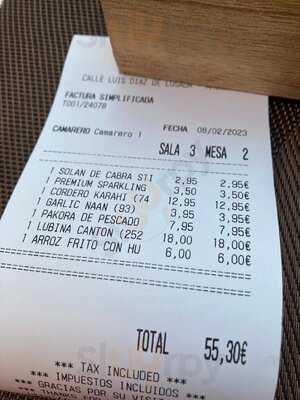 CALLE LUIS DIAZ DE LOSADA
FACTURA SIMPLIFICADA
T001/24078
CAMARERO Camarero 1 FECHA 08/02/2023
SALA 3 MESA 2
1 SOLAN DE CABRA STI 2,95 2,95€
1 PREMIUM SPARKLING 3,50 3,50€
1 CORDERO KARAHI (74 12,95 12,95€
1 GARLIC NAAN (93) 3,95 3,95€
1 PAKORA DE PESCADO 7,95 7,95€
1 LUBINA CANTON (252 18,00 18,00€
1 ARROZ FRITO CON HU 6,00 6,00€
TOTAL 55,30€
*** TAX INCLUDED ***
*** IMPUESTOS INCLUIDOS ***
*** GRACIAS POR SU VISITA
*** THANKS FOR